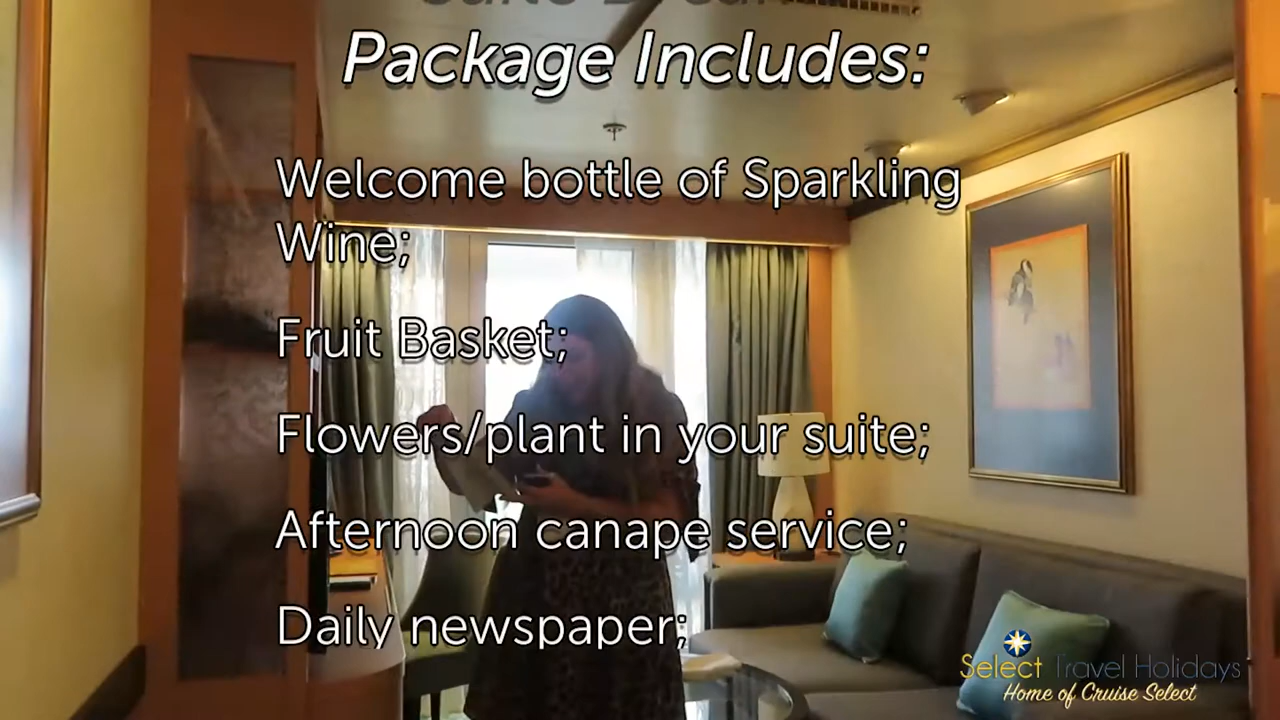 Package Includes:
Welcome bottle of Sparkling
Wine;
Fruit Basket;
Flowers/plant in your suite;
Afternoon canape service;
Daily newspaper;
Select Travel Holidays
Home of Cruise Select